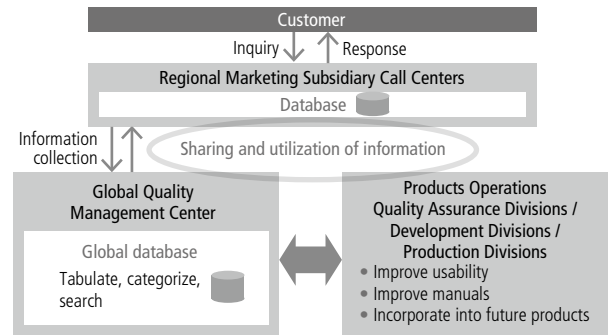 Customer
Inquiry
Response
Regional Marketing Subsidiary Call Centers
Database
Information
collection
Sharing and utilization of information
Global Quality
Management Center
Global database
Tabulate, categorize,
search
Products Operations
Quality Assurance Divisions /
Development Divisions /
Production Divisions
• Improve usability
• Improve manuals
• Incorporate into future products